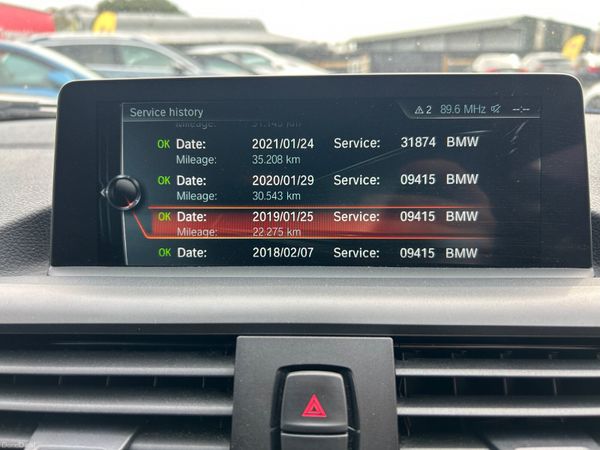 Service history
2 89.6 MHz --:--
Mileage: km
OK Date: 2021/01/24 Service: 31874 BMW
Mileage: 35.208 km
OK Date: 2020/01/29 Service: 09415 BMW
Mileage: 30.543 km
OK Date: 2019/01/25 Service: 09415 BMW
Mileage: 22.275 km
OK Date: 2018/02/07 Service: 09415 BMW